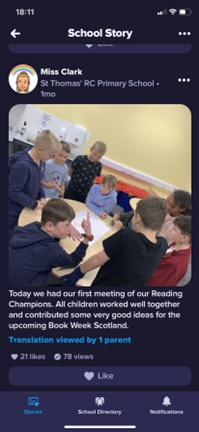 18:11
School Story
Like
Miss Clark
St Thomas' RC Primary School •
1mo
Today we had our first meeting of our Reading
Champions. All children worked well together
and contributed some very good ideas for the
upcoming Book Week Scotland.
Translation viewed by 1 parent
21 likes 78 views
Like
Stories School Directory Notifications